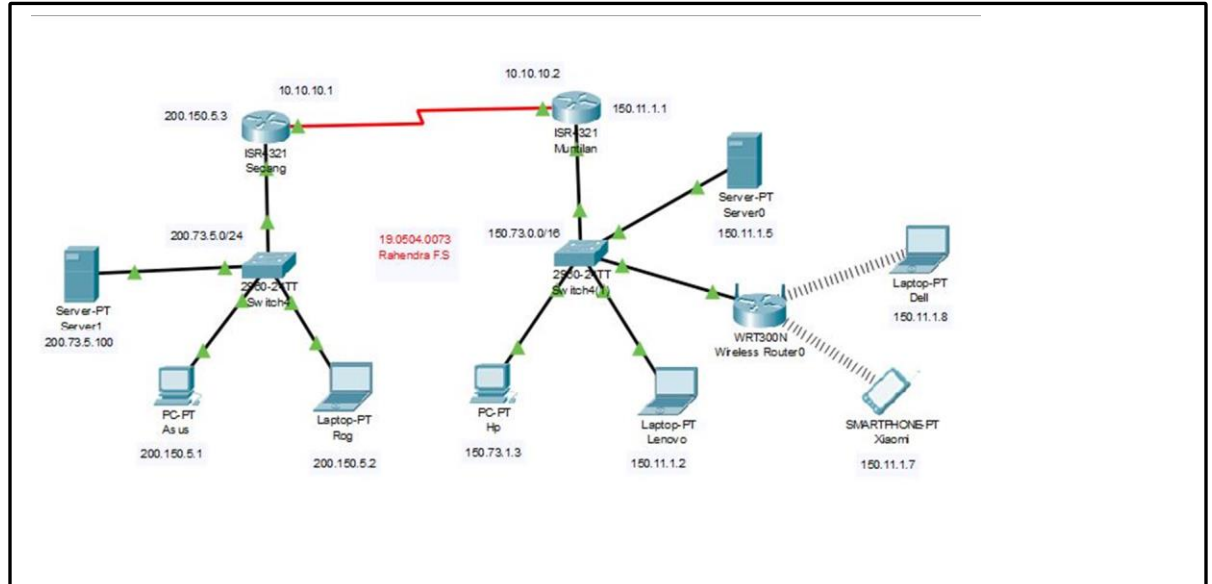 10.10.10.1
10.10.10.2
200.150.5.3
150.11.1.1
ISR4321
Secang
ISR4321
Muntilan
Server-PT
Server0
150.11.1.5
200.73.5.0/24
19.0504.0073
Rahendra F.S
150.73.0.0/16
2960-24TT
Switch4
2960-24TT
Switch4(1)
Server-PT
Server1
200.73.5.100
Laptop-PT
Dell
150.11.1.8
WRT300N
Wireless Router0
PC-PT
Asus
200.150.5.1
Laptop-PT
Rog
200.150.5.2
PC-PT
Hp
150.73.1.3
Laptop-PT
Lenovo
150.11.1.2
SMARTPHONE-PT
Xiaomi
150.11.1.7